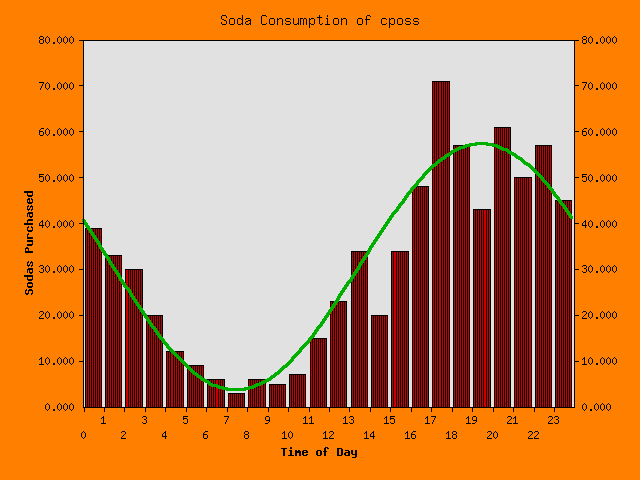 Soda Consumption of cposs
80.000 80.000
70.000 70.000
60.000 60.000
50.000 50.000
40.000 40.000
30.000 30.000
20.000 20.000
10.000 10.000
0.000 0.000
Sodas Purchased
1 3 5 7 9 11 13 15 17 19 21 23
0 2 4 6 8 10 12 14 16 18 20 22
Time of Day